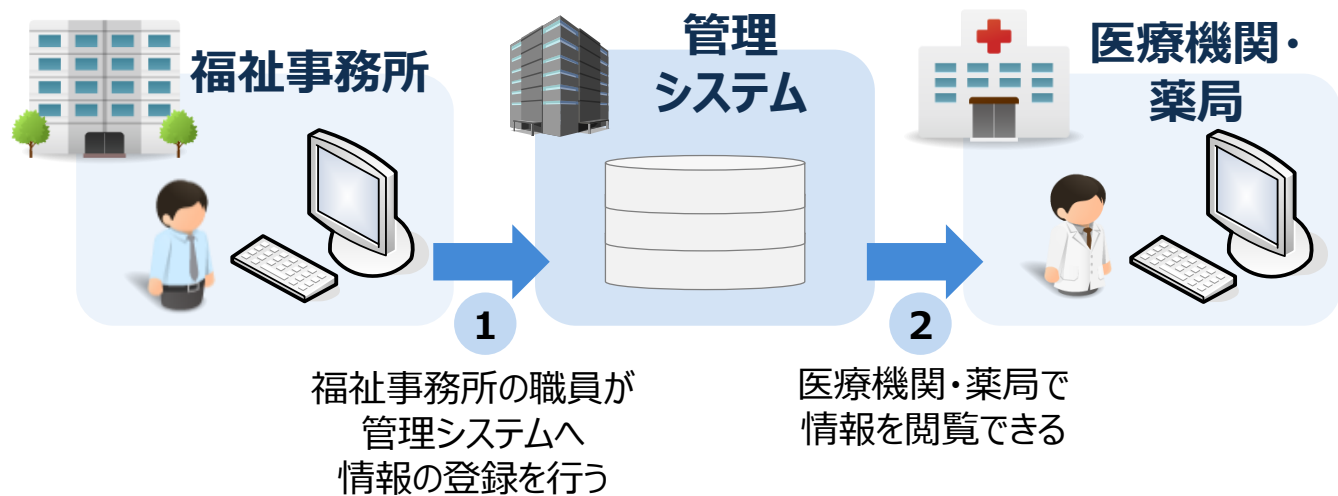 福祉事務所
管理
システム
医療機関・
薬局
1
福祉事務所の職員が
管理システムへ
情報の登録を行う
2
医療機関・薬局で
情報を閲覧できる